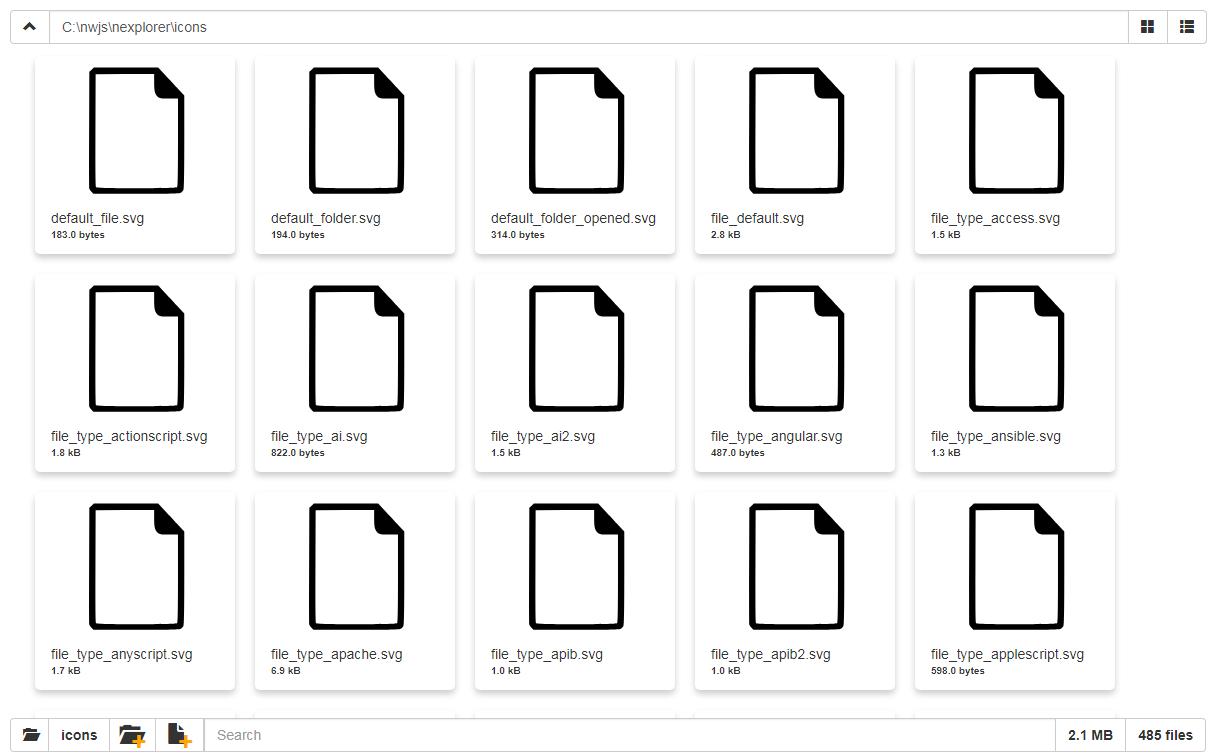 C:\nwjs\nexplorer\icons
default_file.svg
183.0 bytes
default_folder.svg
194.0 bytes
default_folder_opened.svg
314.0 bytes
file_default.svg
2.8 kB
file_type_access.svg
1.5 kB
file_type_actionscript.svg
1.8 kB
file_type_ai.svg
822.0 bytes
file_type_ai2.svg
1.5 kB
file_type_angular.svg
487.0 bytes
file_type_ansible.svg
1.3 kB
file_type_anyscript.svg
1.7 kB
file_type_apache.svg
6.9 kB
file_type_apib.svg
1.0 kB
file_type_apib2.svg
1.0 kB
file_type_applescript.svg
598.0 bytes
icons
Search
2.1 MB
485 files